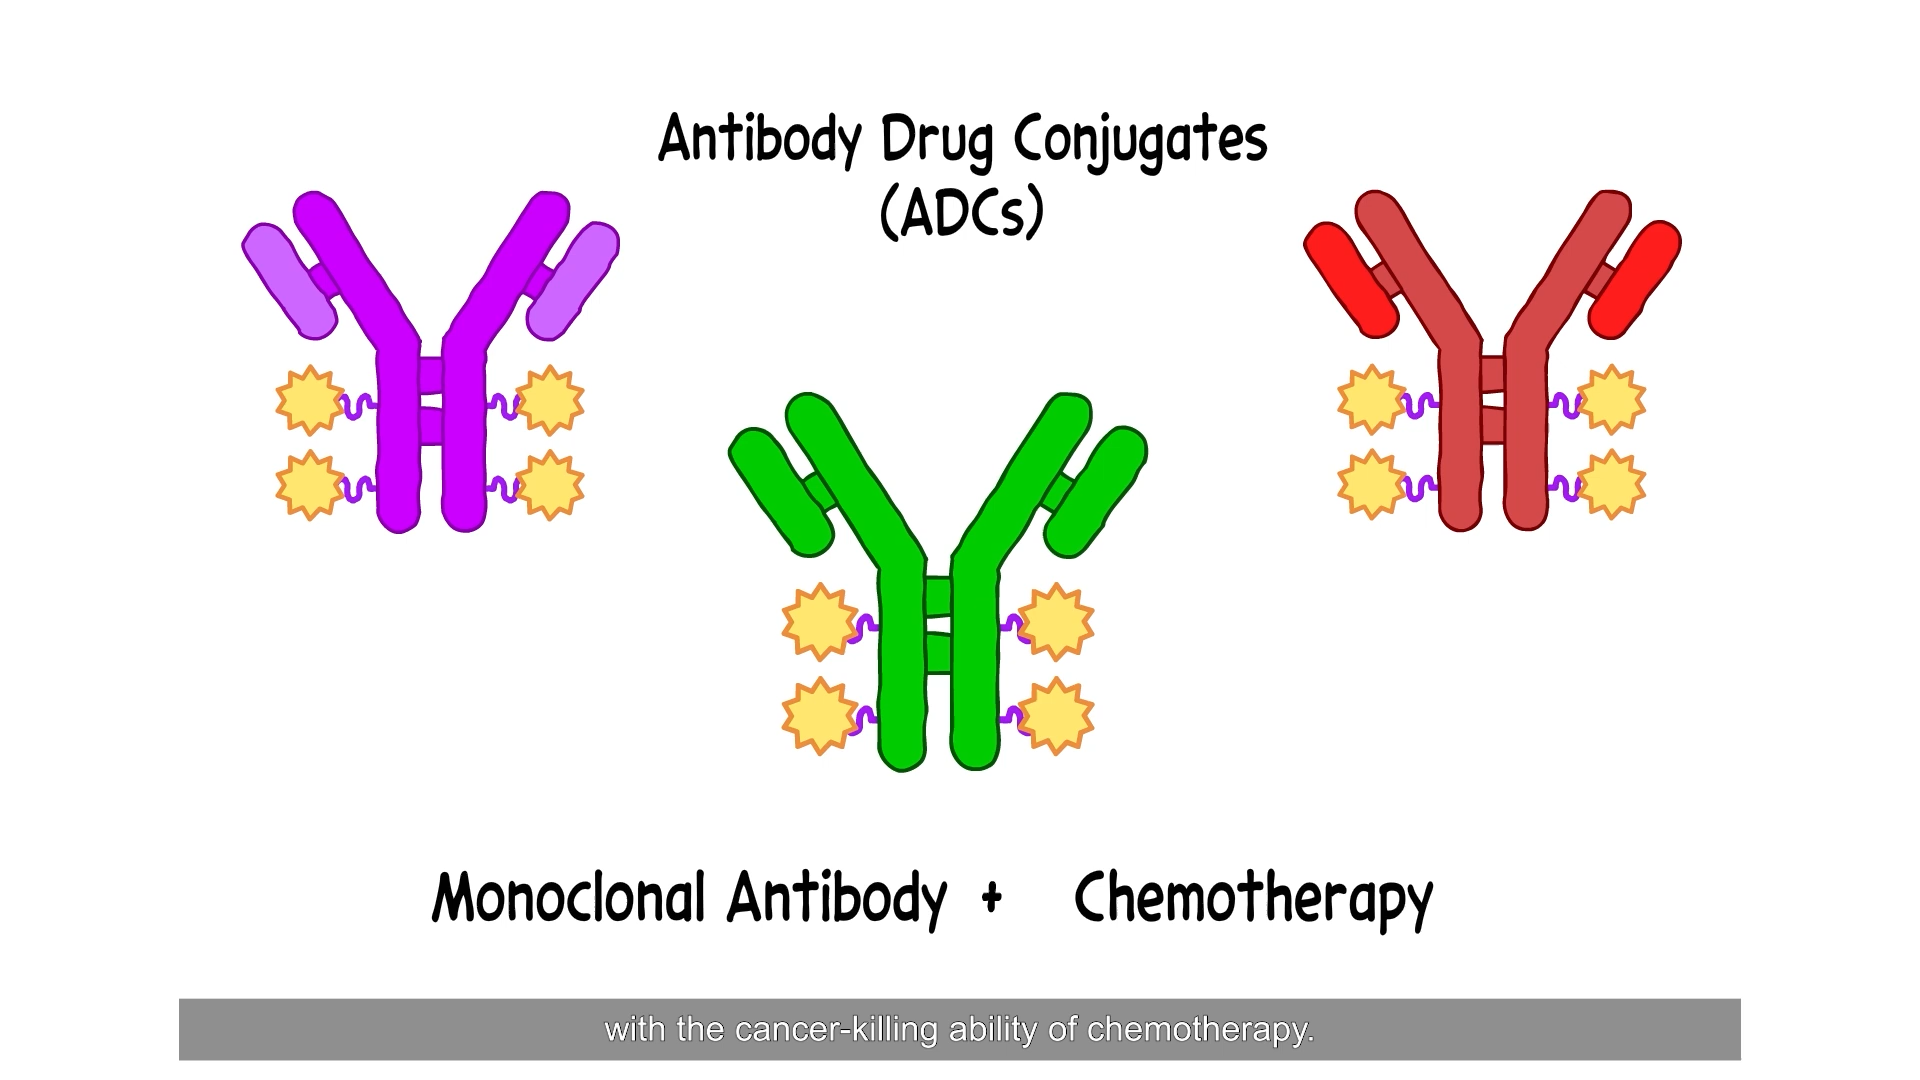 Antibody Drug Conjugates
(ADCs)
Monoclonal Antibody + Chemotherapy
with the cancer-killing ability of chemotherapy.